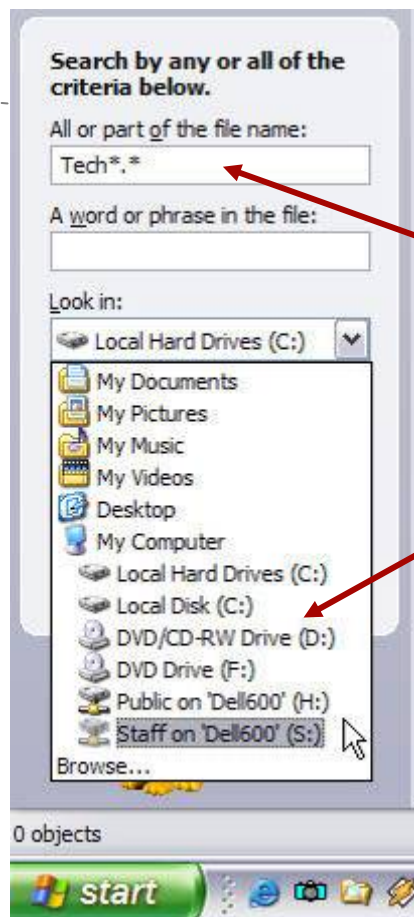 Search by any or all of the
criteria below.
All or part of the file name:
Tech*.*
A word or phrase in the file:
Look in:
Local Hard Drives (C:)
My Documents
My Pictures
My Music
My Videos
Desktop
My Computer
Local Hard Drives (C:)
Local Disk (C:)
DVD/CD-RW Drive (D:)
DVD Drive (F:)
Public on 'Dell600' (H:)
Staff on 'Dell600' (S:)
Browse...
0 objects
start